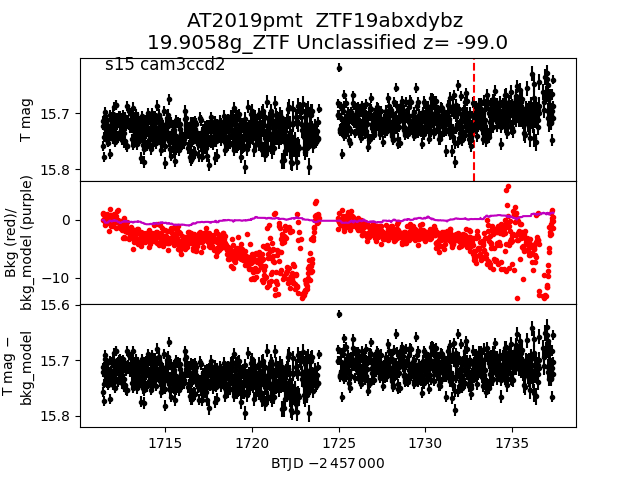 AT2019pmt  ZTF19abxdybz
19.9058g_ZTF Unclassified z= -99.0
s15 cam3ccd2
T mag
15.7
15.8
Bkg (red)/
bkg_model (purple)
0
−10
T mag −
bkg_model
15.6
15.7
15.8
1715 1720 1725 1730 1735
BTJD −2 457 000